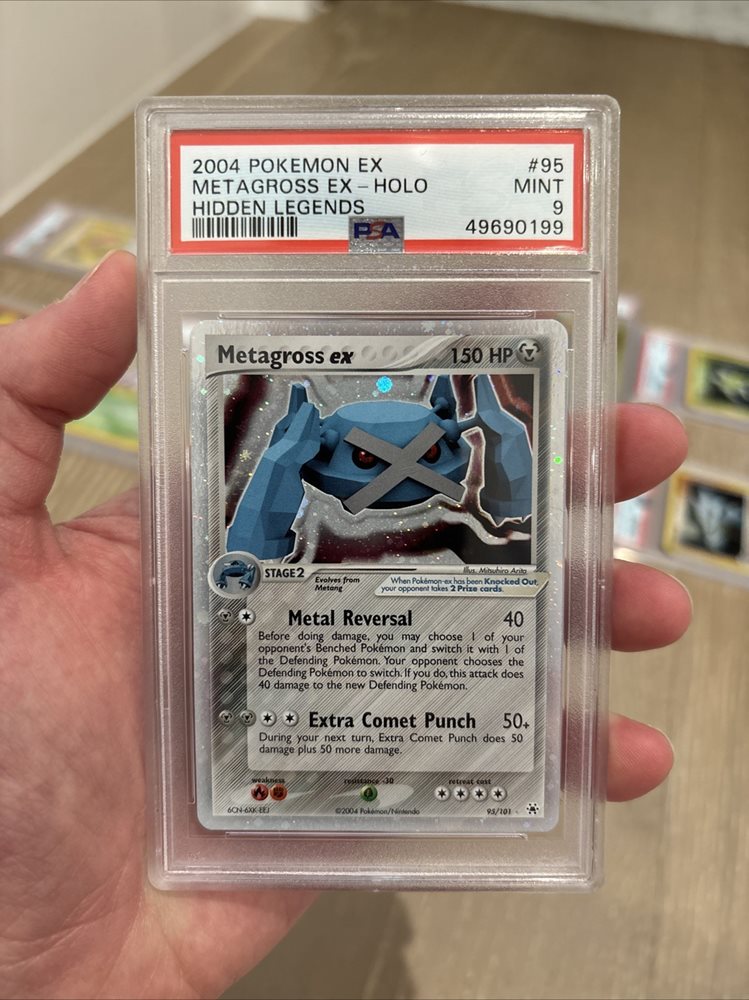 2004 POKEMON EX #95
METAGROSS EX - HOLO MINT
HIDDEN LEGENDS 9
PSA 49690199
Metagross ex 150 HP
Illus. Mitsuhiro Arita
STAGE 2 Evolves from Metang
When Pokémon-ex has been Knocked Out,
your opponent takes 2 Prize cards.
Metal Reversal 40
Before doing damage, you may choose 1 of your
opponent's Benched Pokémon and switch it with 1 of
the Defending Pokémon. Your opponent chooses the
Defending Pokémon to switch. If you do, this attack does
40 damage to the new Defending Pokémon.
Extra Comet Punch 50+
During your next turn, Extra Comet Punch does 50
damage plus 50 more damage.
weakness resistance -30 retreat cost
6CN-6XK-EEJ ©2004 Pokémon/Nintendo 95/101